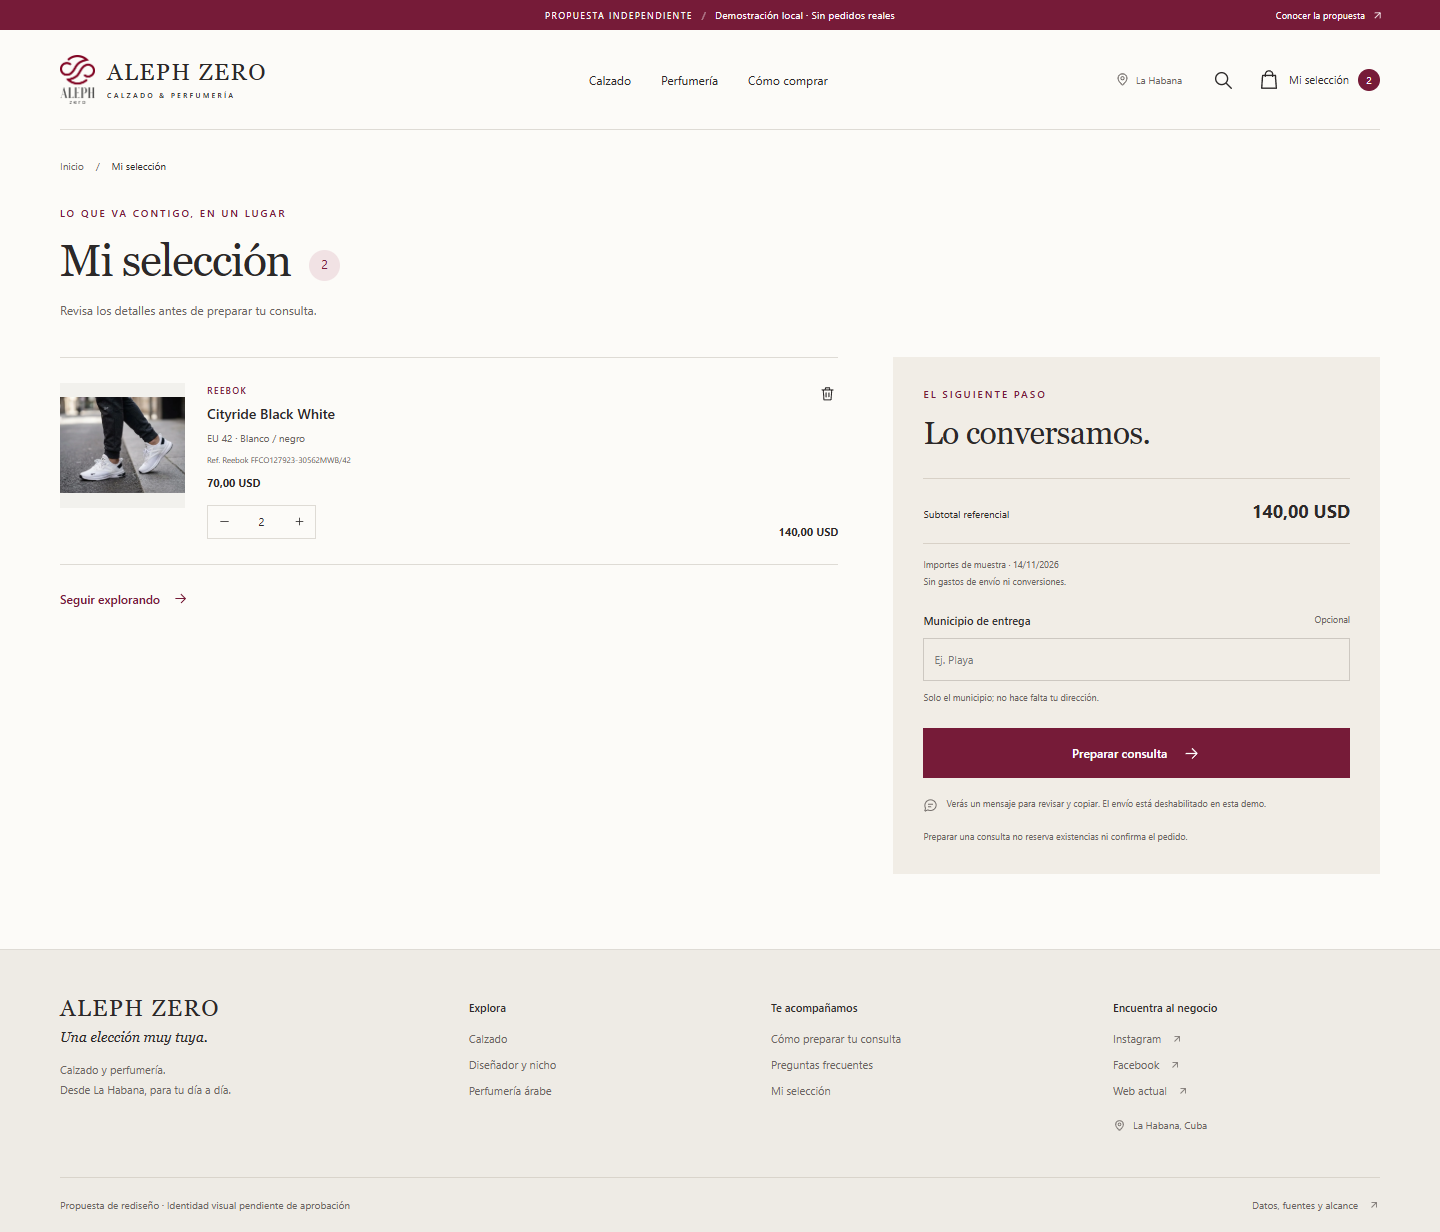 PROPUESTA INDEPENDIENTE / Demostración local · Sin pedidos reales
Conocer la propuesta
ALEPH
zero
ALEPH ZERO
CALZADO & PERFUMERÍA
Calzado
Perfumería
Cómo comprar
La Habana
Mi selección
2
Inicio / Mi selección
LO QUE VA CONTIGO, EN UN LUGAR
Mi selección 2
Revisa los detalles antes de preparar tu consulta.
REEBOK
Cityride Black White
EU 42 · Blanco / negro
Ref. Reebok FFCO127923-30562MWB/42
70,00 USD
− 2 +
140,00 USD
Seguir explorando
EL SIGUIENTE PASO
Lo conversamos.
Subtotal referencial
140,00 USD
Importes de muestra · 14/11/2026
Sin gastos de envío ni conversiones.
Municipio de entrega
Opcional
Ej. Playa
Solo el municipio; no hace falta tu dirección.
Preparar consulta
Verás un mensaje para revisar y copiar. El envío está deshabilitado en esta demo.
Preparar una consulta no reserva existencias ni confirma el pedido.
ALEPH ZERO
Una elección muy tuya.
Calzado y perfumería.
Desde La Habana, para tu día a día.
Explora
Calzado
Diseñador y nicho
Perfumería árabe
Te acompañamos
Cómo preparar tu consulta
Preguntas frecuentes
Mi selección
Encuentra al negocio
Instagram
Facebook
Web actual
La Habana, Cuba
Propuesta de rediseño · Identidad visual pendiente de aprobación
Datos, fuentes y alcance